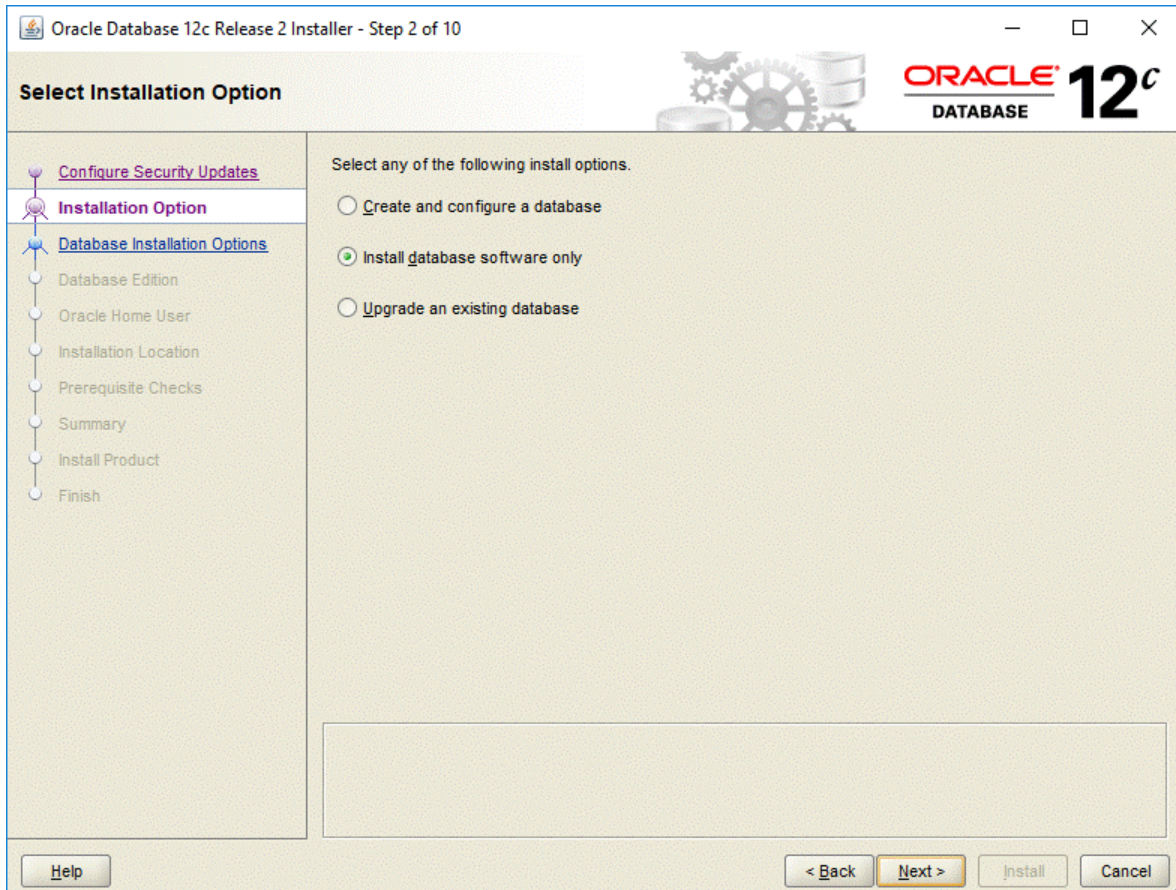 Oracle Database 12c Release 2 Installer - Step 2 of 10
Select Installation Option
ORACLE
DATABASE
12c
Configure Security Updates
Installation Option
Database Installation Options
Database Edition
Oracle Home User
Installation Location
Prerequisite Checks
Summary
Install Product
Finish
Select any of the following install options.
Create and configure a database
Install database software only
Upgrade an existing database
Help
< Back
Next >
Install
Cancel